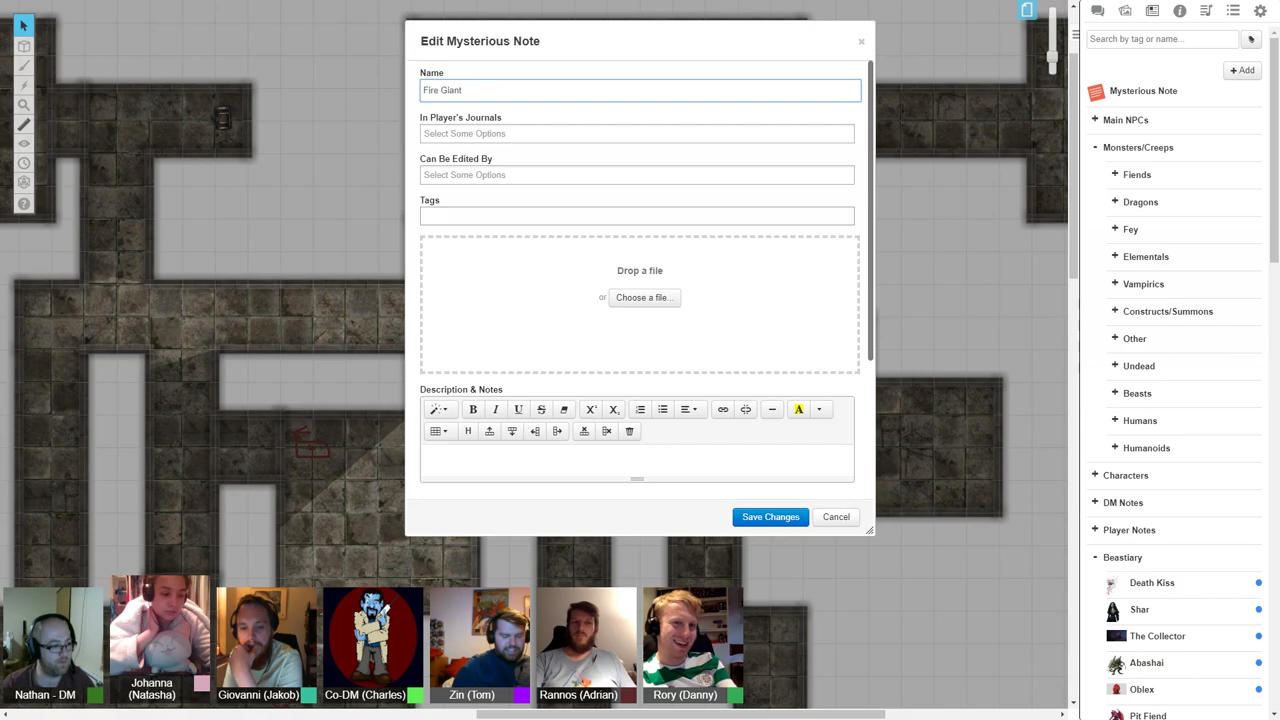 Edit Mysterious Note
×
Name
Fire Giant
In Player's Journals
Select Some Options
Can Be Edited By
Select Some Options
Tags
Drop a file
or Choose a file...
Description & Notes
B I U S X² X₂ A
H
Save Changes Cancel
Nathan - DM
Johanna
(Natasha)
Giovanni (Jakob)
Co-DM (Charles)
Zin (Tom)
Rannos (Adrian)
Rory (Danny)
Search by tag or name...
+ Add
Mysterious Note
+ Main NPCs
- Monsters/Creeps
+ Fiends
+ Dragons
+ Fey
+ Elementals
+ Vampirics
+ Constructs/Summons
+ Other
+ Undead
+ Beasts
+ Humans
+ Humanoids
+ Characters
+ DM Notes
+ Player Notes
- Beastiary
Death Kiss
Shar
The Collector
Abashai
Oblex
Pit Fiend